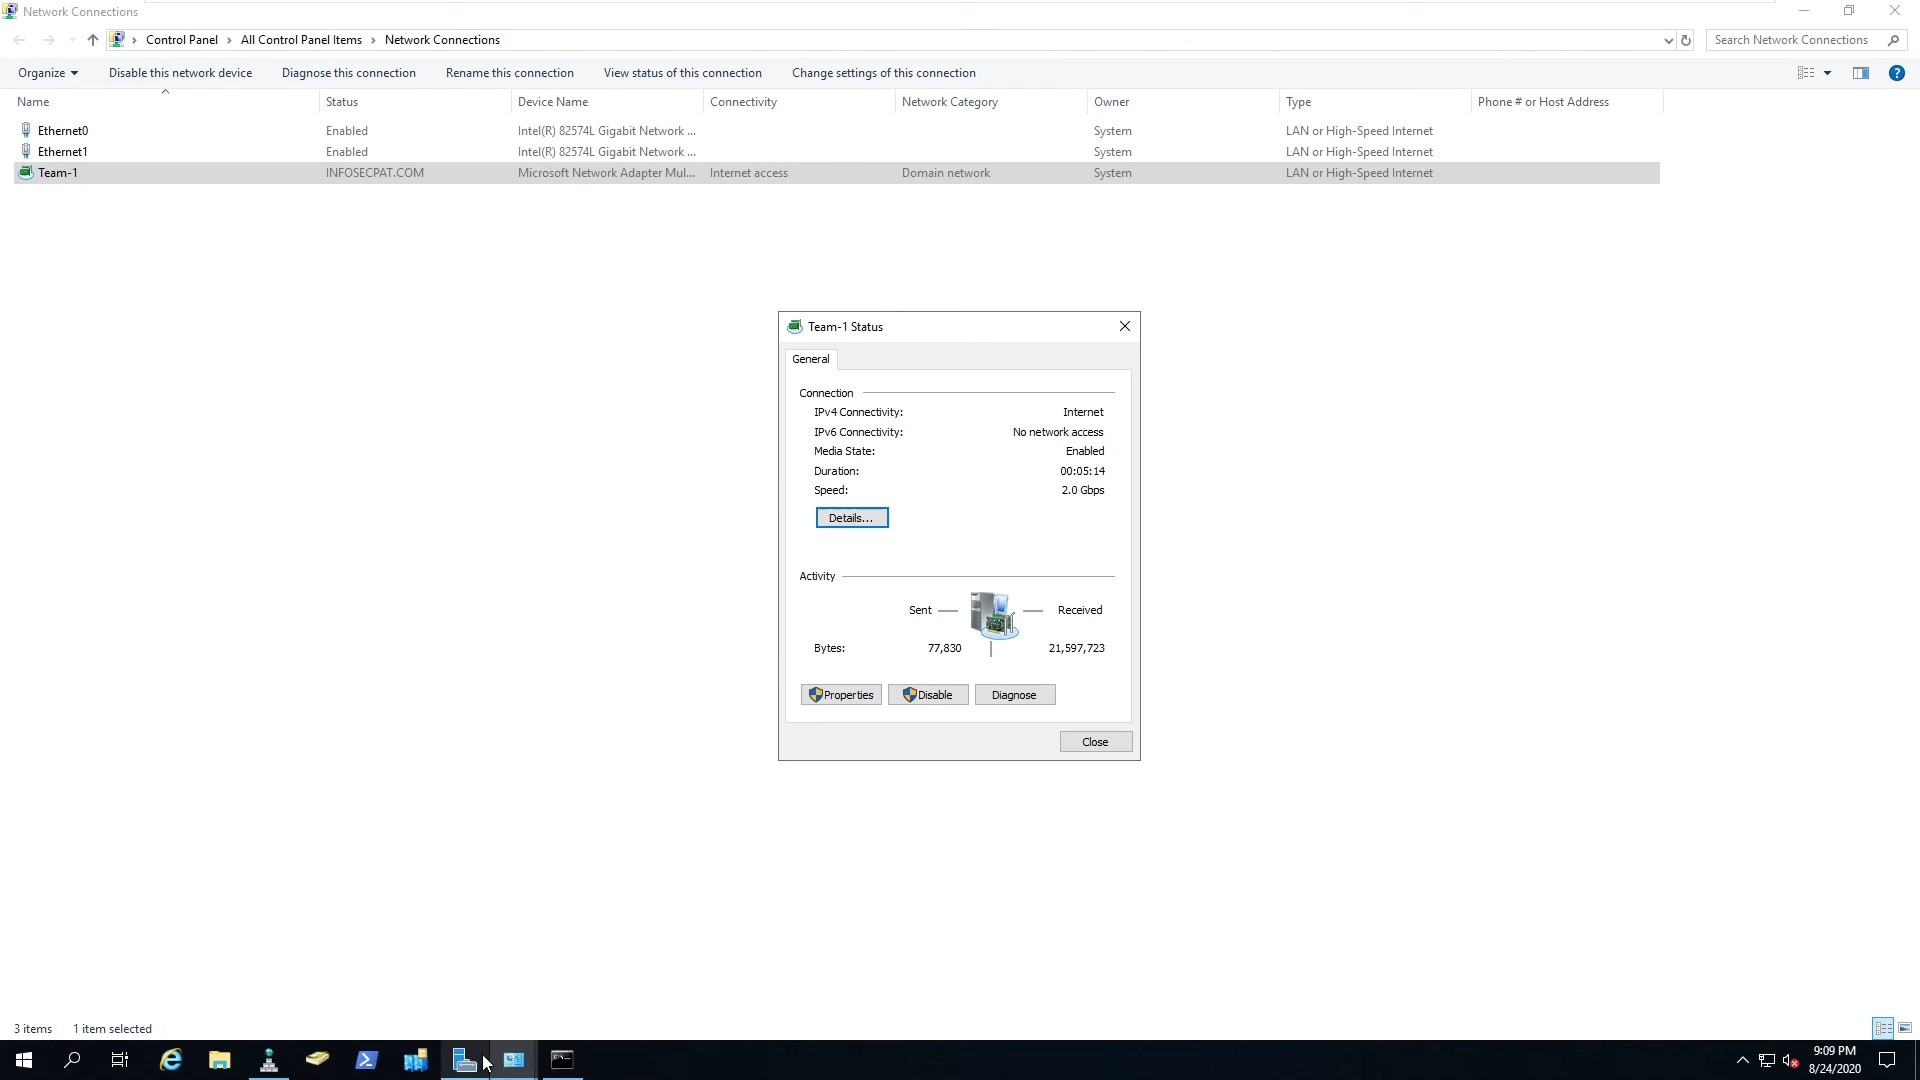 Network Connections
Control Panel All Control Panel Items Network Connections Search Network Connections
Organize Disable this network device Diagnose this connection Rename this connection View status of this connection Change settings of this connection
Name Status Device Name Connectivity Network Category Owner Type Phone # or Host Address
Ethernet0 Enabled Intel(R) 82574L Gigabit Network ... System LAN or High-Speed Internet
Ethernet1 Enabled Intel(R) 82574L Gigabit Network ... System LAN or High-Speed Internet
Team-1 INFOSECPAT.COM Microsoft Network Adapter Mul... Internet access Domain network System LAN or High-Speed Internet
Team-1 Status
General
Connection
IPv4 Connectivity: Internet
IPv6 Connectivity: No network access
Media State: Enabled
Duration: 00:05:14
Speed: 2.0 Gbps
Details...
Activity
Sent Received
Bytes: 77,830 21,597,723
Properties Disable Diagnose
Close
3 items 1 item selected
9:09 PM
8/24/2020